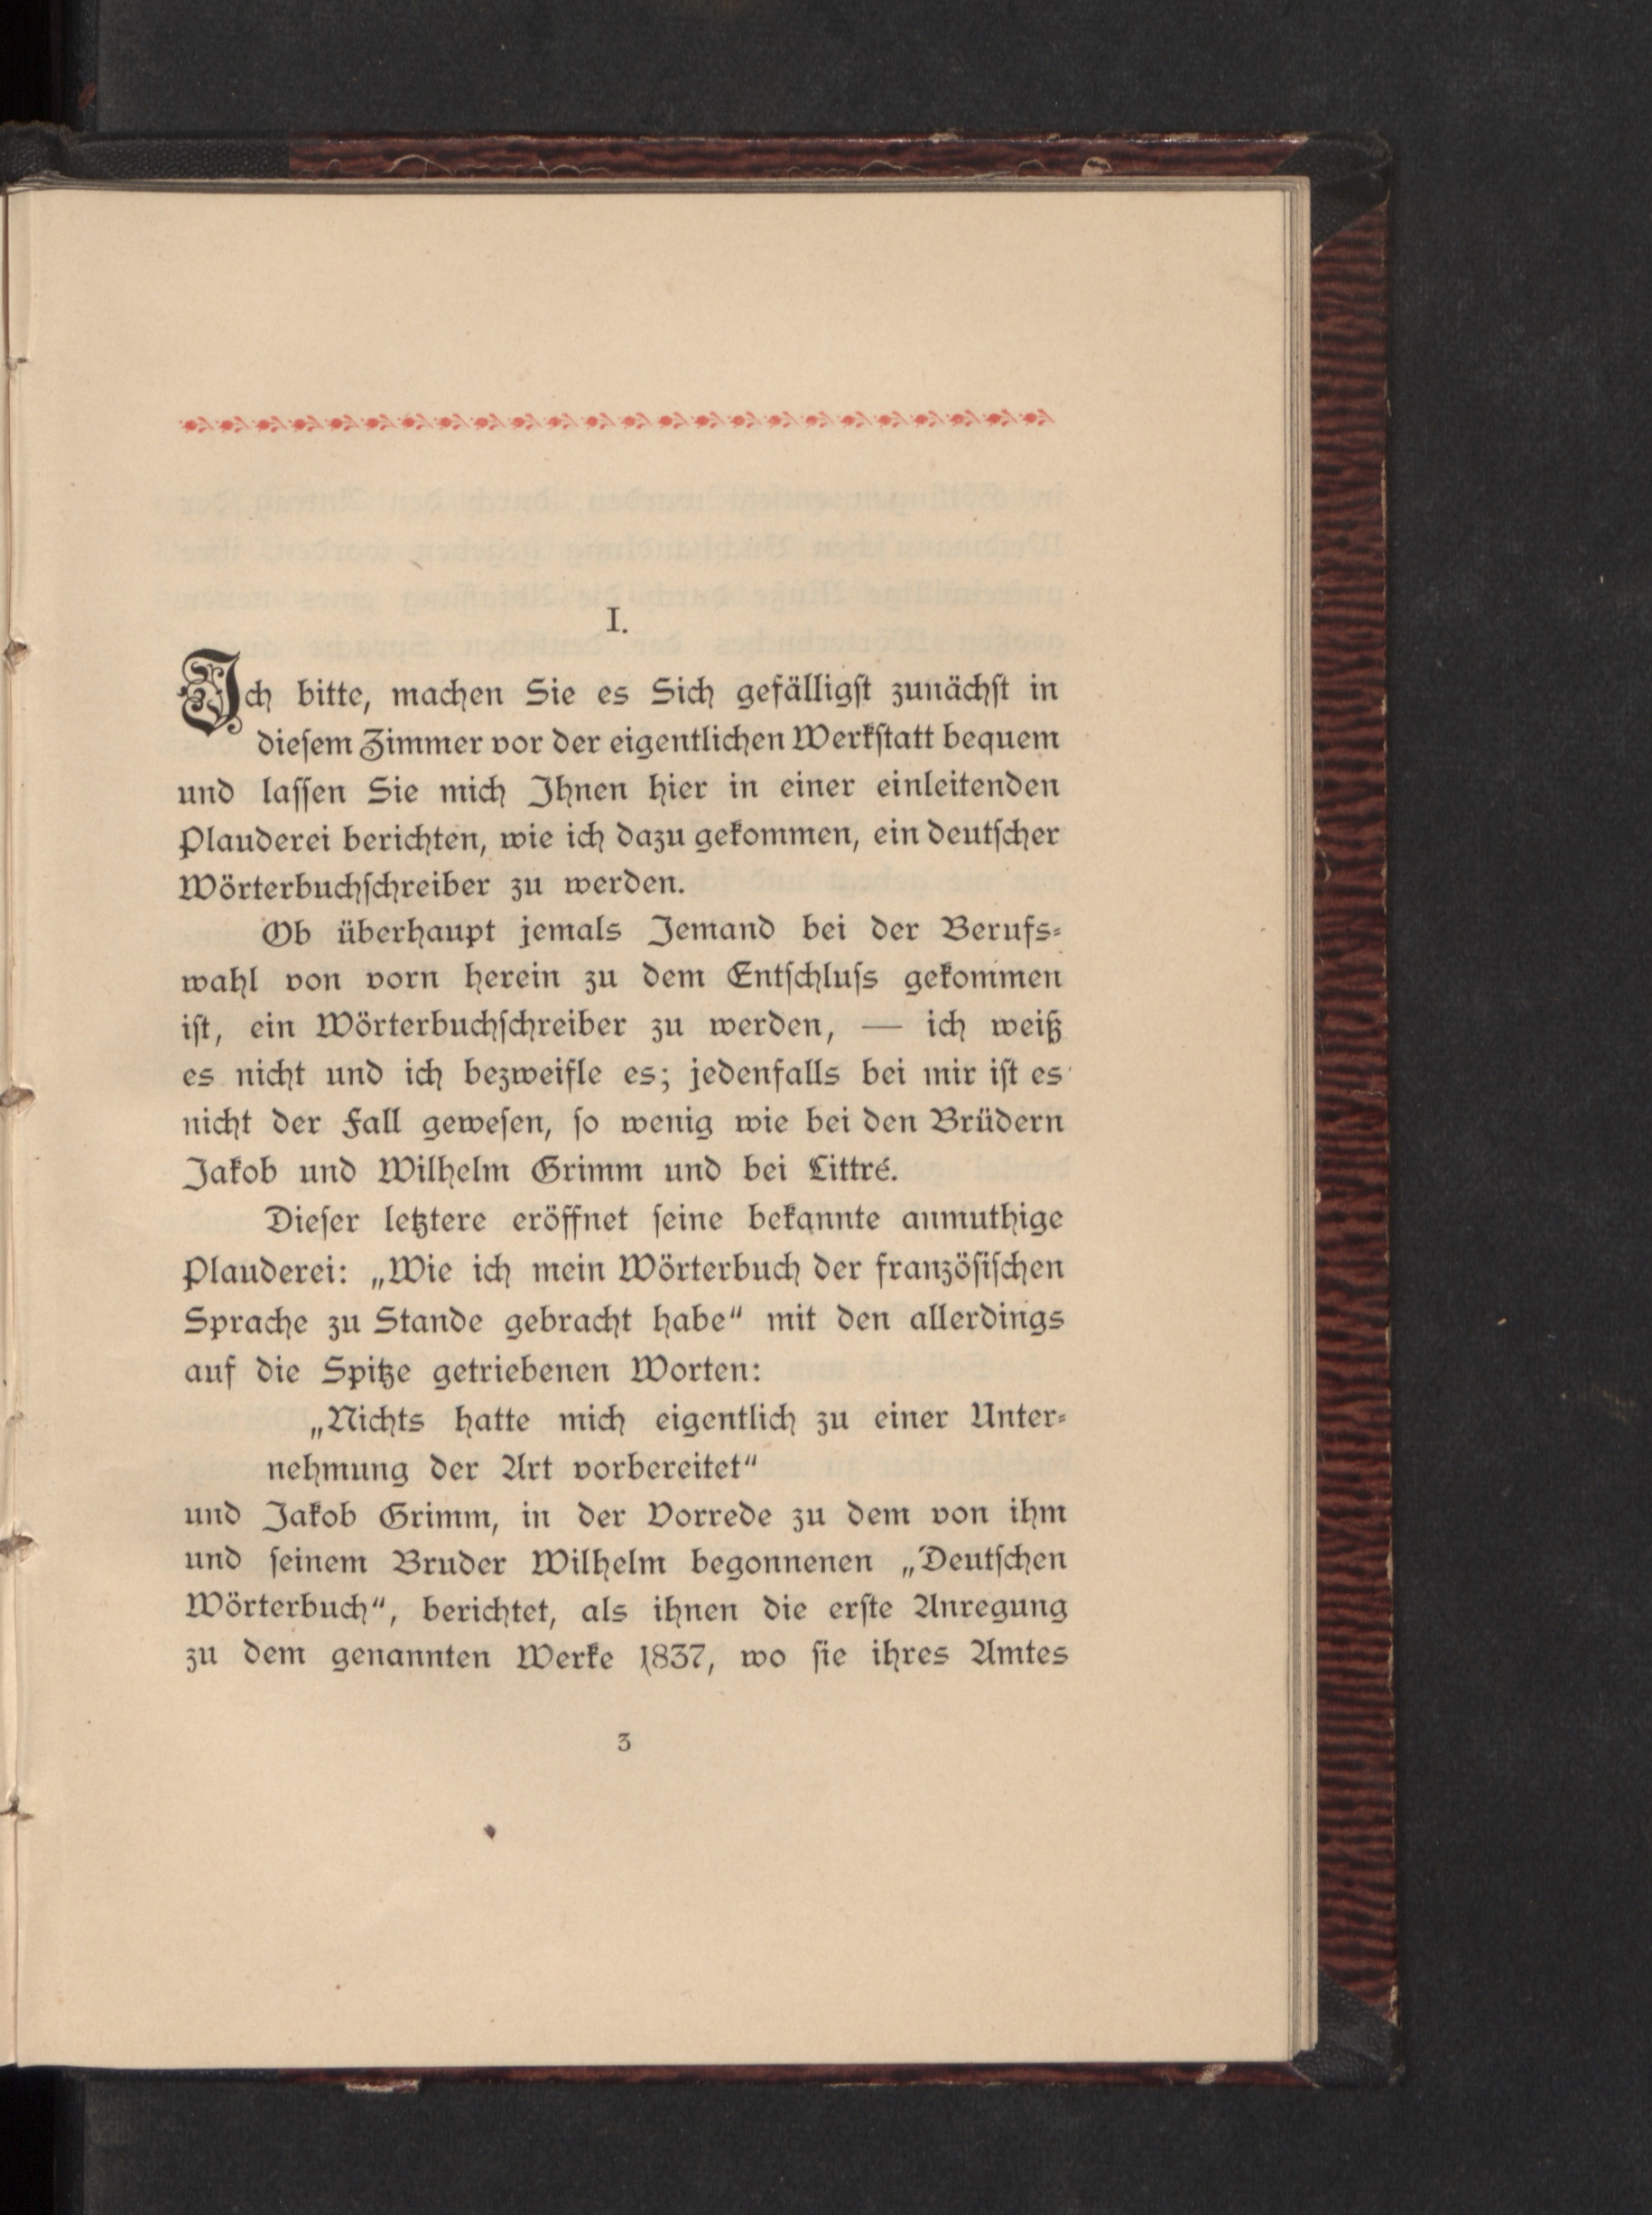 I.
Ich bitte, machen Sie es Sich gefälligſt zunächſt in
dieſem Zimmer vor der eigentlichen Werkſtatt bequem
und laſſen Sie mich Ihnen hier in einer einleitenden
Plauderei berichten, wie ich dazu gekommen, ein deutſcher
Wörterbuchſchreiber zu werden.
Ob überhaupt jemals Jemand bei der Berufs⸗
wahl von vorn herein zu dem Entſchluſs gekommen
iſt, ein Wörterbuchſchreiber zu werden, — ich weiß
es nicht und ich bezweifle es; jedenfalls bei mir iſt es
nicht der Fall geweſen, ſo wenig wie bei den Brüdern
Jakob und Wilhelm Grimm und bei Littré.
Dieſer letztere eröffnet ſeine bekannte anmuthige
Plauderei: „Wie ich mein Wörterbuch der franzöſiſchen
Sprache zu Stande gebracht habe“ mit den allerdings
auf die Spitze getriebenen Worten:
„Nichts hatte mich eigentlich zu einer Unter⸗
nehmung der Art vorbereitet“
und Jakob Grimm, in der Vorrede zu dem von ihm
und ſeinem Bruder Wilhelm begonnenen „Deutſchen
Wörterbuch“, berichtet, als ihnen die erſte Anregung
zu dem genannten Werke 1837, wo ſie ihres Amtes
3